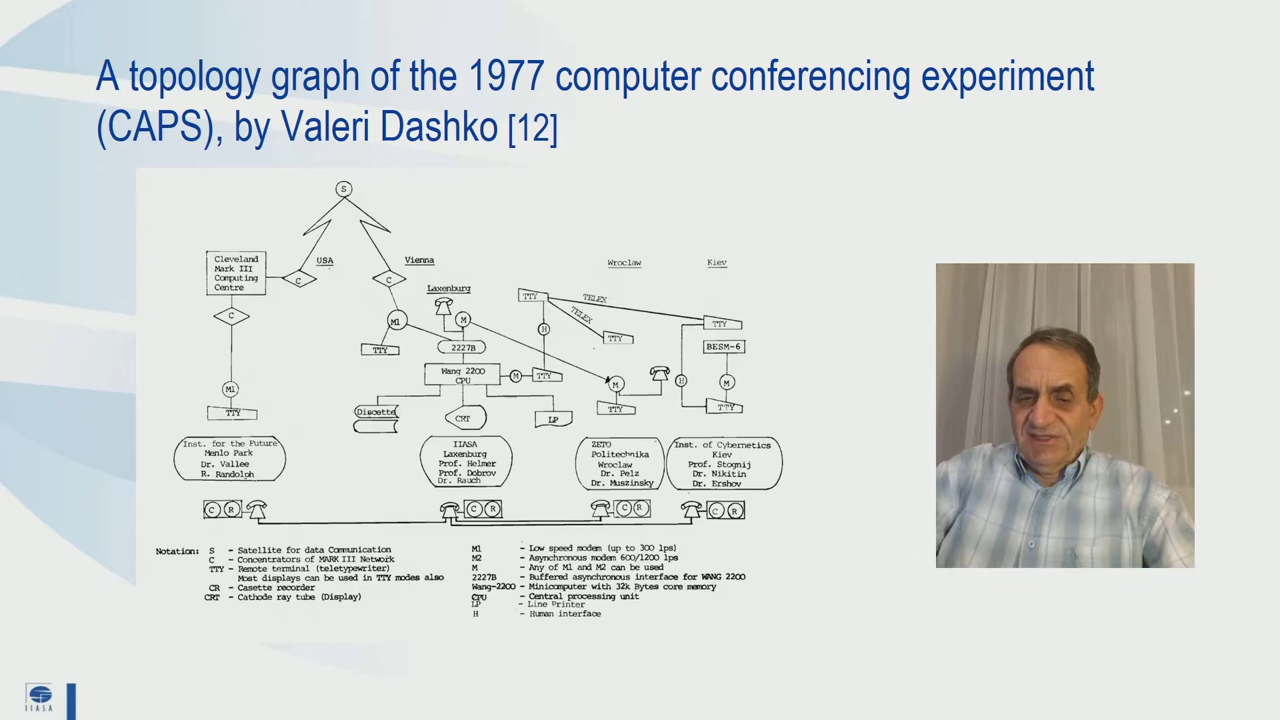 A topology graph of the 1977 computer conferencing experiment
(CAPS), by Valeri Dashko [12]
S
Cleveland
Mark III
Computing
Centre
C
USA
Vienna
C
Wroclaw
Kiev
Laxenburg
C
M1
M
TTY
TELEX
TELEX
H
TTY
TTY
TTY
2227B
BESM-6
Wang 2200
CPU
M
TTY
M
H
M
M1
TTY
Discette
CRT
LP
TTY
TTY
Inst. for the Future
Menlo Park
Dr. Vallee
R. Randolph
IIASA
Laxenburg
Prof. Helmer
Prof. Dobrov
Dr. Rauch
ZETO
Politechnika
Wroclaw
Dr. Pelz
Dr. Muszinsky
Inst. of Cybernetics
Kiev
Prof. Stognij
Dr. Nikitin
Dr. Ershov
C R
C R
C R
C R
Notation: S - Satellite for data Communication
C - Concentrators of MARK III Network
TTY - Remote terminal (teletypewriter)
Most displays can be used in TTY modes also
CR - Casette recorder
CRT - Cathode ray tube (Display)
M1 - Low speed modem (up to 300 lps)
M2 - Asynchronous modem 600/1200 lps
M - Any of M1 and M2 can be used
2227B - Buffered asynchronous interface for WANG 2200
Wang-2200 - Minicomputer with 32k Bytes core memory
CPU - Central processing unit
LP - Line Printer
H - Human interface
IIASA